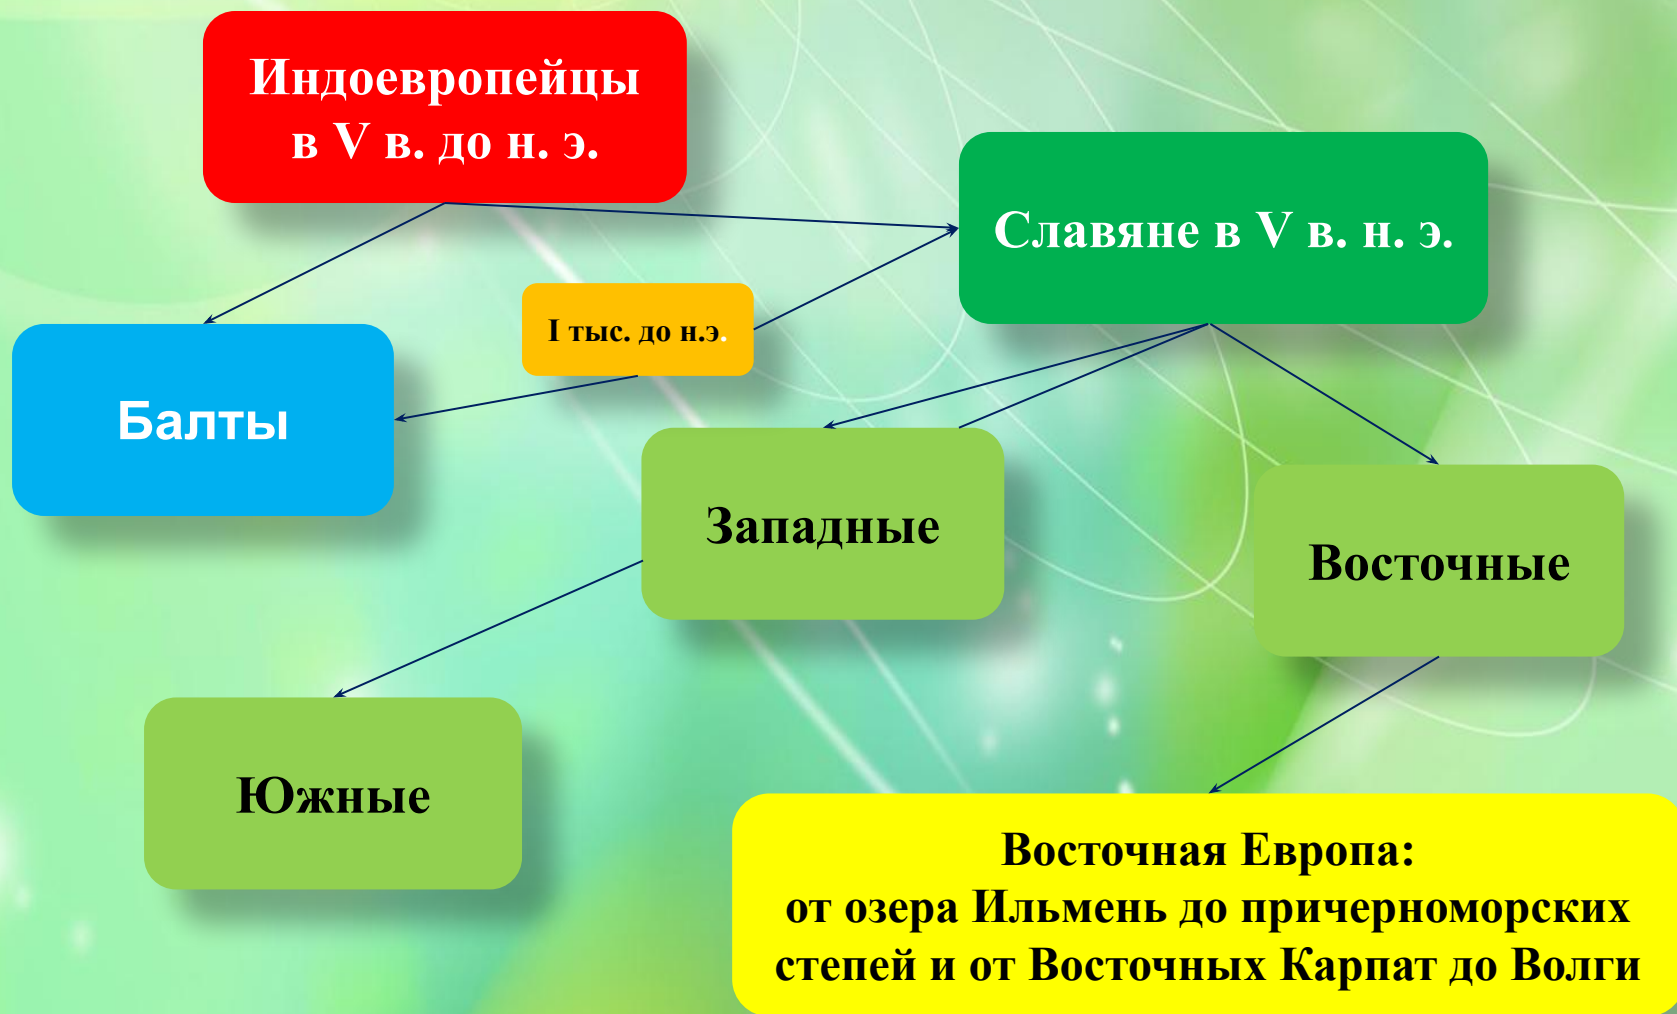 Индоевропейцы
в V в. до н. э.
Славяне в V в. н. э.
I тыс. до н.э.
Балты
Западные
Восточные
Южные
Восточная Европа:
от озера Ильмень до причерноморских
степей и от Восточных Карпат до Волги